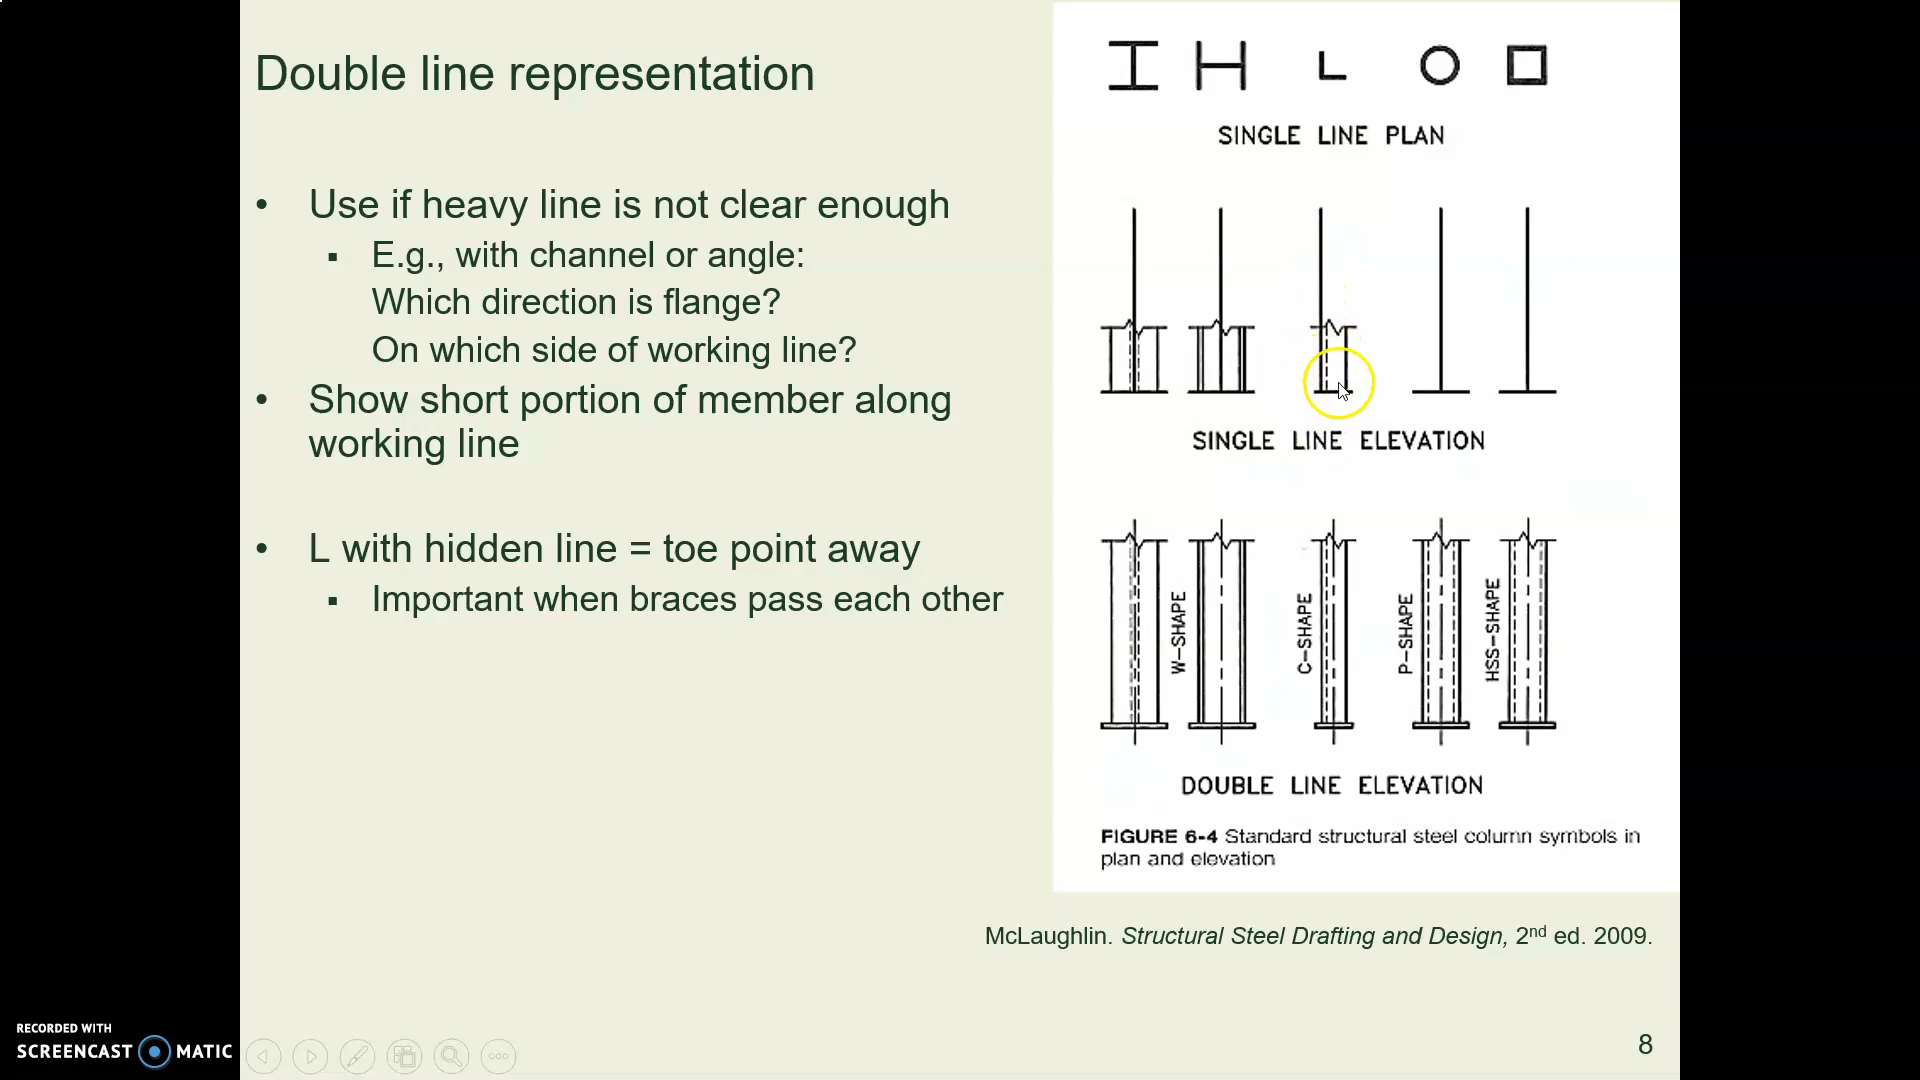 Double line representation
• Use if heavy line is not clear enough
▪ E.g., with channel or angle:
Which direction is flange?
On which side of working line?
• Show short portion of member along
working line
• L with hidden line = toe point away
▪ Important when braces pass each other
SINGLE LINE PLAN
SINGLE LINE ELEVATION
W-SHAPE
C-SHAPE
P-SHAPE
HSS-SHAPE
DOUBLE LINE ELEVATION
FIGURE 6-4 Standard structural steel column symbols in
plan and elevation
McLaughlin. Structural Steel Drafting and Design, 2nd ed. 2009.
RECORDED WITH
SCREENCAST MATIC
8